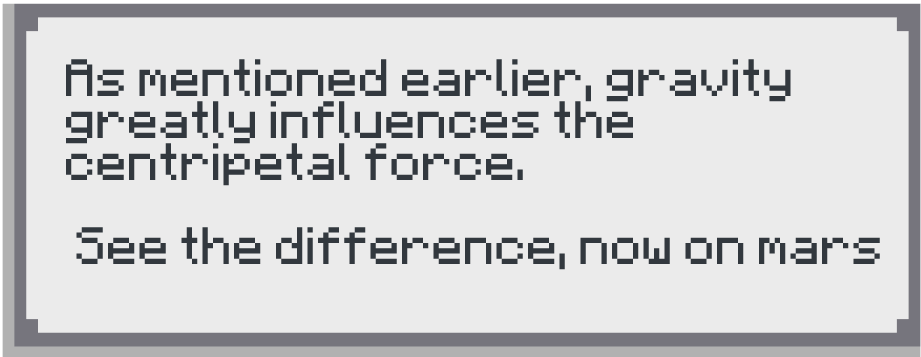 As mentioned earlier, gravity
greatly influences the
centripetal force.
See the difference, now on mars